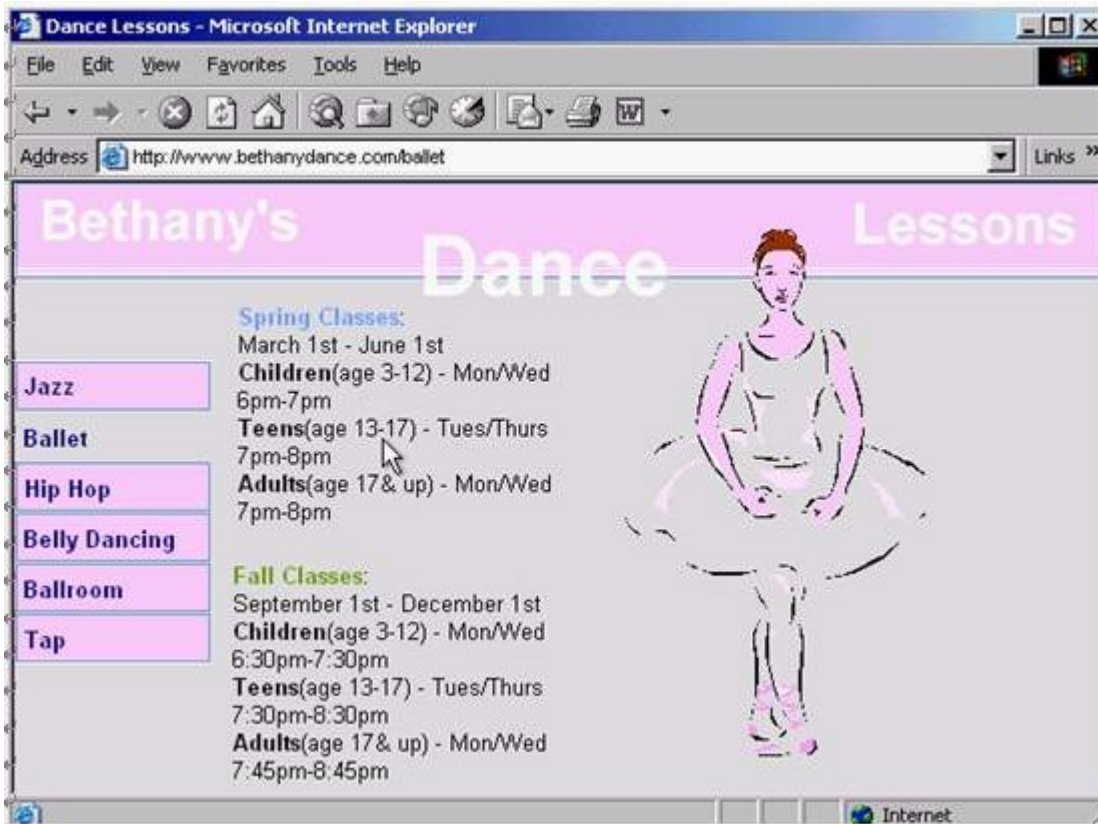 Dance Lessons - Microsoft Internet Explorer
File Edit View Favorites Tools Help
Address http://www.bethanydance.com/ballet Links »
Bethany's Dance Lessons
Spring Classes:
March 1st - June 1st
Children(age 3-12) - Mon/Wed
6pm-7pm
Teens(age 13-17) - Tues/Thurs
7pm-8pm
Adults(age 17& up) - Mon/Wed
7pm-8pm
Jazz
Ballet
Hip Hop
Belly Dancing
Ballroom
Tap
Fall Classes:
September 1st - December 1st
Children(age 3-12) - Mon/Wed
6:30pm-7:30pm
Teens(age 13-17) - Tues/Thurs
7:30pm-8:30pm
Adults(age 17& up) - Mon/Wed
7:45pm-8:45pm
Internet